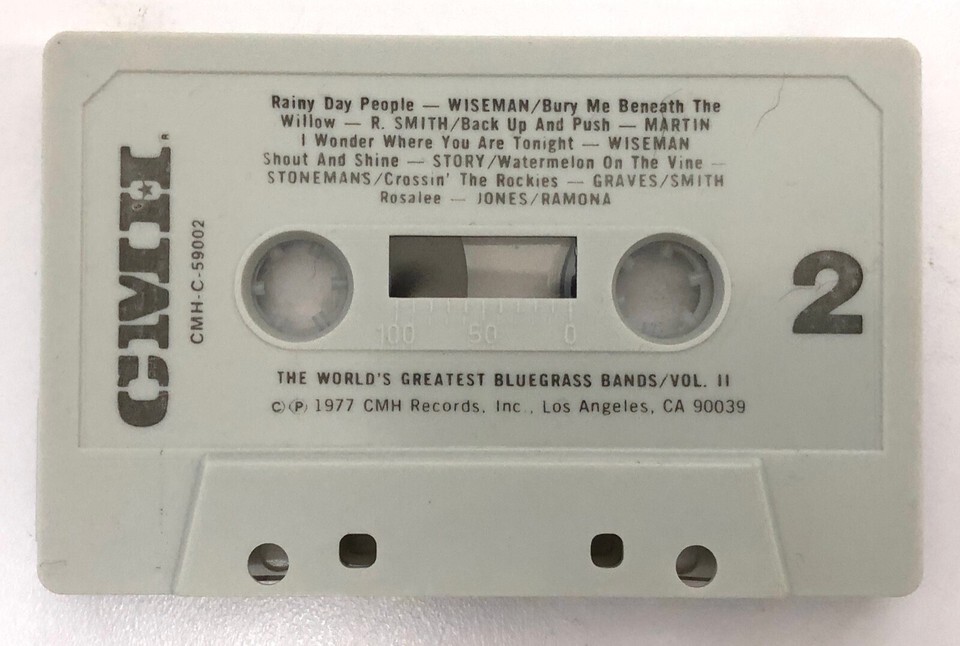 Rainy Day People — WISEMAN/Bury Me Beneath The
Willow — R. SMITH/Back Up And Push — MARTIN
I Wonder Where You Are Tonight — WISEMAN
Shout And Shine — STORY/Watermelon On The Vine —
STONEMANS/Crossin' The Rockies — GRAVES/SMITH
Rosalee — JONES/RAMONA
CMH®
CMH-C-59002
2
100 50 0
THE WORLD'S GREATEST BLUEGRASS BANDS/VOL. II
©℗ 1977 CMH Records, Inc., Los Angeles, CA 90039